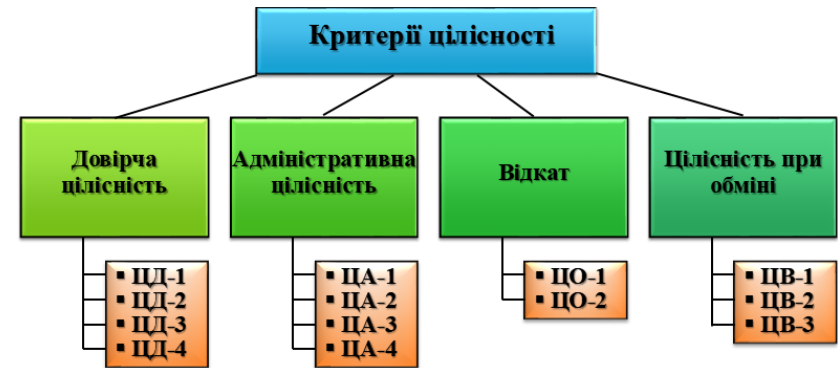 Критерії цілісності
Довірча
цілісність
Адміністративна
цілісність
Відкат
Цілісність при
обміні
▪ ЦД-1
▪ ЦД-2
▪ ЦД-3
▪ ЦД-4
▪ ЦА-1
▪ ЦА-2
▪ ЦА-3
▪ ЦА-4
▪ ЦО-1
▪ ЦО-2
▪ ЦВ-1
▪ ЦВ-2
▪ ЦВ-3